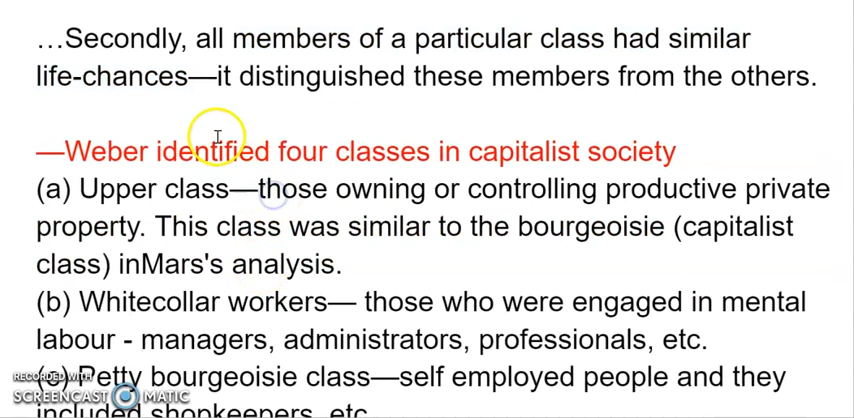 …Secondly, all members of a particular class had similar
life-chances—it distinguished these members from the others.
—Weber identified four classes in capitalist society
(a) Upper class—those owning or controlling productive private
property. This class was similar to the bourgeoisie (capitalist
class) inMars's analysis.
(b) Whitecollar workers— those who were engaged in mental
labour - managers, administrators, professionals, etc.
(c) Petty bourgeoisie class—self employed people and they
included shopkeepers, etc.
RECORDED WITH
SCREENCAST MATIC